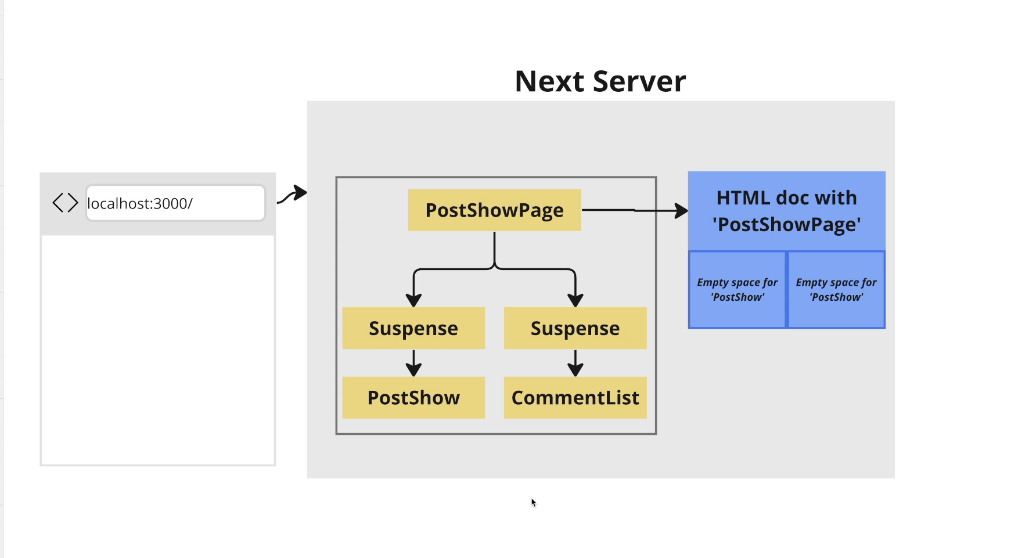 Next Server
localhost:3000/
PostShowPage
HTML doc with
'PostShowPage'
Empty space for
'PostShow'
Empty space for
'PostShow'
Suspense
Suspense
PostShow
CommentList